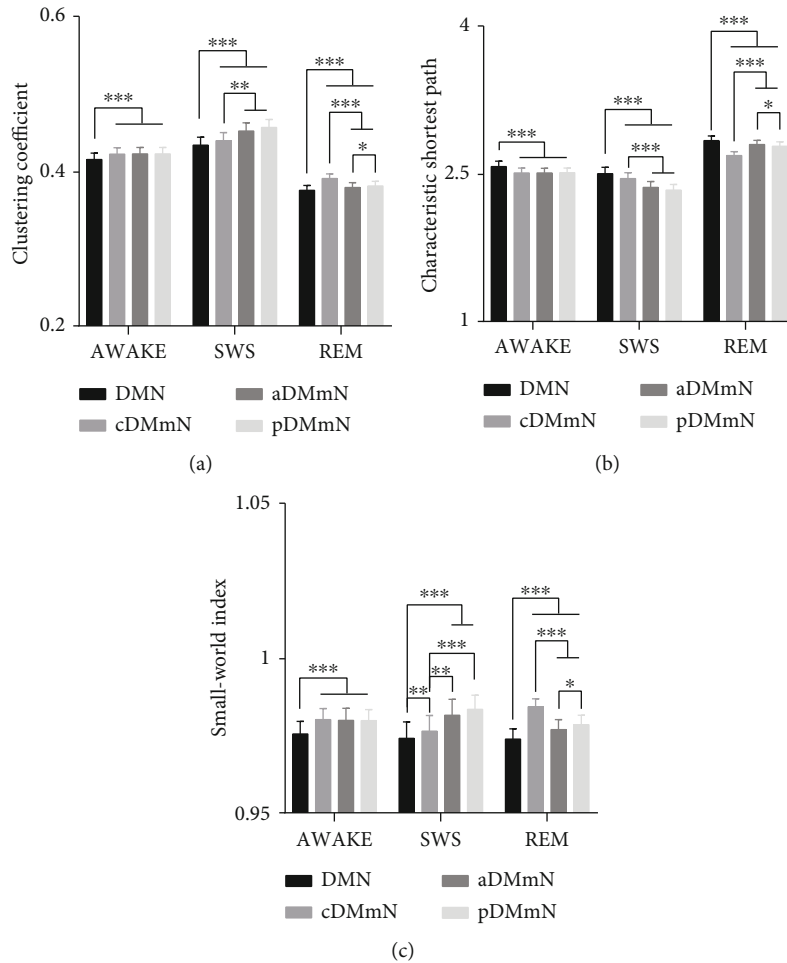 0.6
0.4
0.2
Clustering coefficient
***
***
**
***
***
*
AWAKE SWS REM
DMN aDMmN
cDMmN pDMmN
(a)
4
2.5
1
Characteristic shortest path
***
***
***
***
***
*
AWAKE SWS REM
DMN aDMmN
cDMmN pDMmN
(b)
1.05
1
0.95
Small-world index
***
***
***
**
**
***
***
*
AWAKE SWS REM
DMN aDMmN
cDMmN pDMmN
(c)